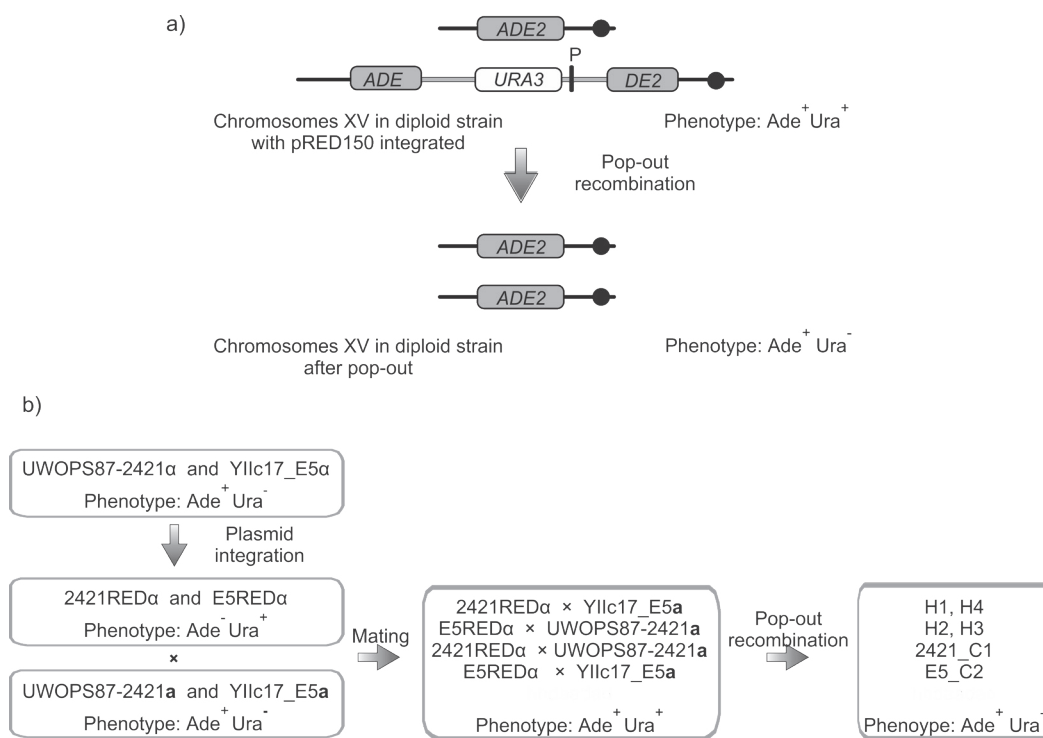 a)
ADE2
P
ADE URA3 DE2
Chromosomes XV in diploid strain
with pRED150 integrated
Phenotype: Ade+Ura+
Pop-out
recombination
ADE2
ADE2
Chromosomes XV in diploid strain
after pop-out
Phenotype: Ade+ Ura-
b)
UWOPS87-2421α and YIIc17_E5α
Phenotype: Ade+Ura-
Plasmid
integration
2421REDα and E5REDα
Ade-Ura+
×
UWOPS87-2421a and YIIc17_E5a
Phenotype: Ade+ Ura-
Mating
2421REDα × YIIc17_E5a
E5REDα × UWOPS87-2421a
2421REDα × UWOPS87-2421a
E5REDα × YIIc17_E5a
Phenotype: Ade+Ura+
Pop-out
recombination
H1, H4
H2, H3
2421_C1
E5_C2
Phenoype: Ade+ Ura-